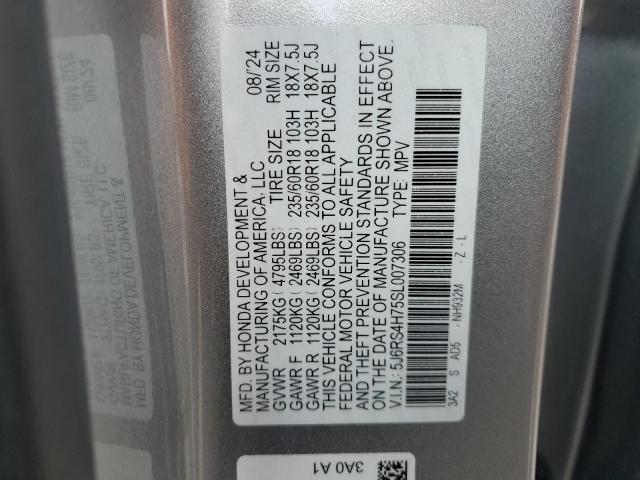 MFD. BY HONDA DEVELOPMENT & 08/24
MANUFACTURING OF AMERICA, LLC
GVWR 2175KG(4795LBS) TIRE SIZE RIM SIZE
GAWR F 1120KG(2469LBS) 235/60R18 103H 18X7.5J
GAWR R 1120KG(2469LBS) 235/60R18 103H 18X7.5J
THIS VEHICLE CONFORMS TO ALL APPLICABLE
FEDERAL MOTOR VEHICLE SAFETY
AND THEFT PREVENTION STANDARDS IN EFFECT
ON THE DATE OF MANUFACTURE SHOWN ABOVE.
V.I.N.: 5J6RS4H75SL007306 TYPE: MPV
3A2 S AD5 -NH932M -Z-L
3A0 A1